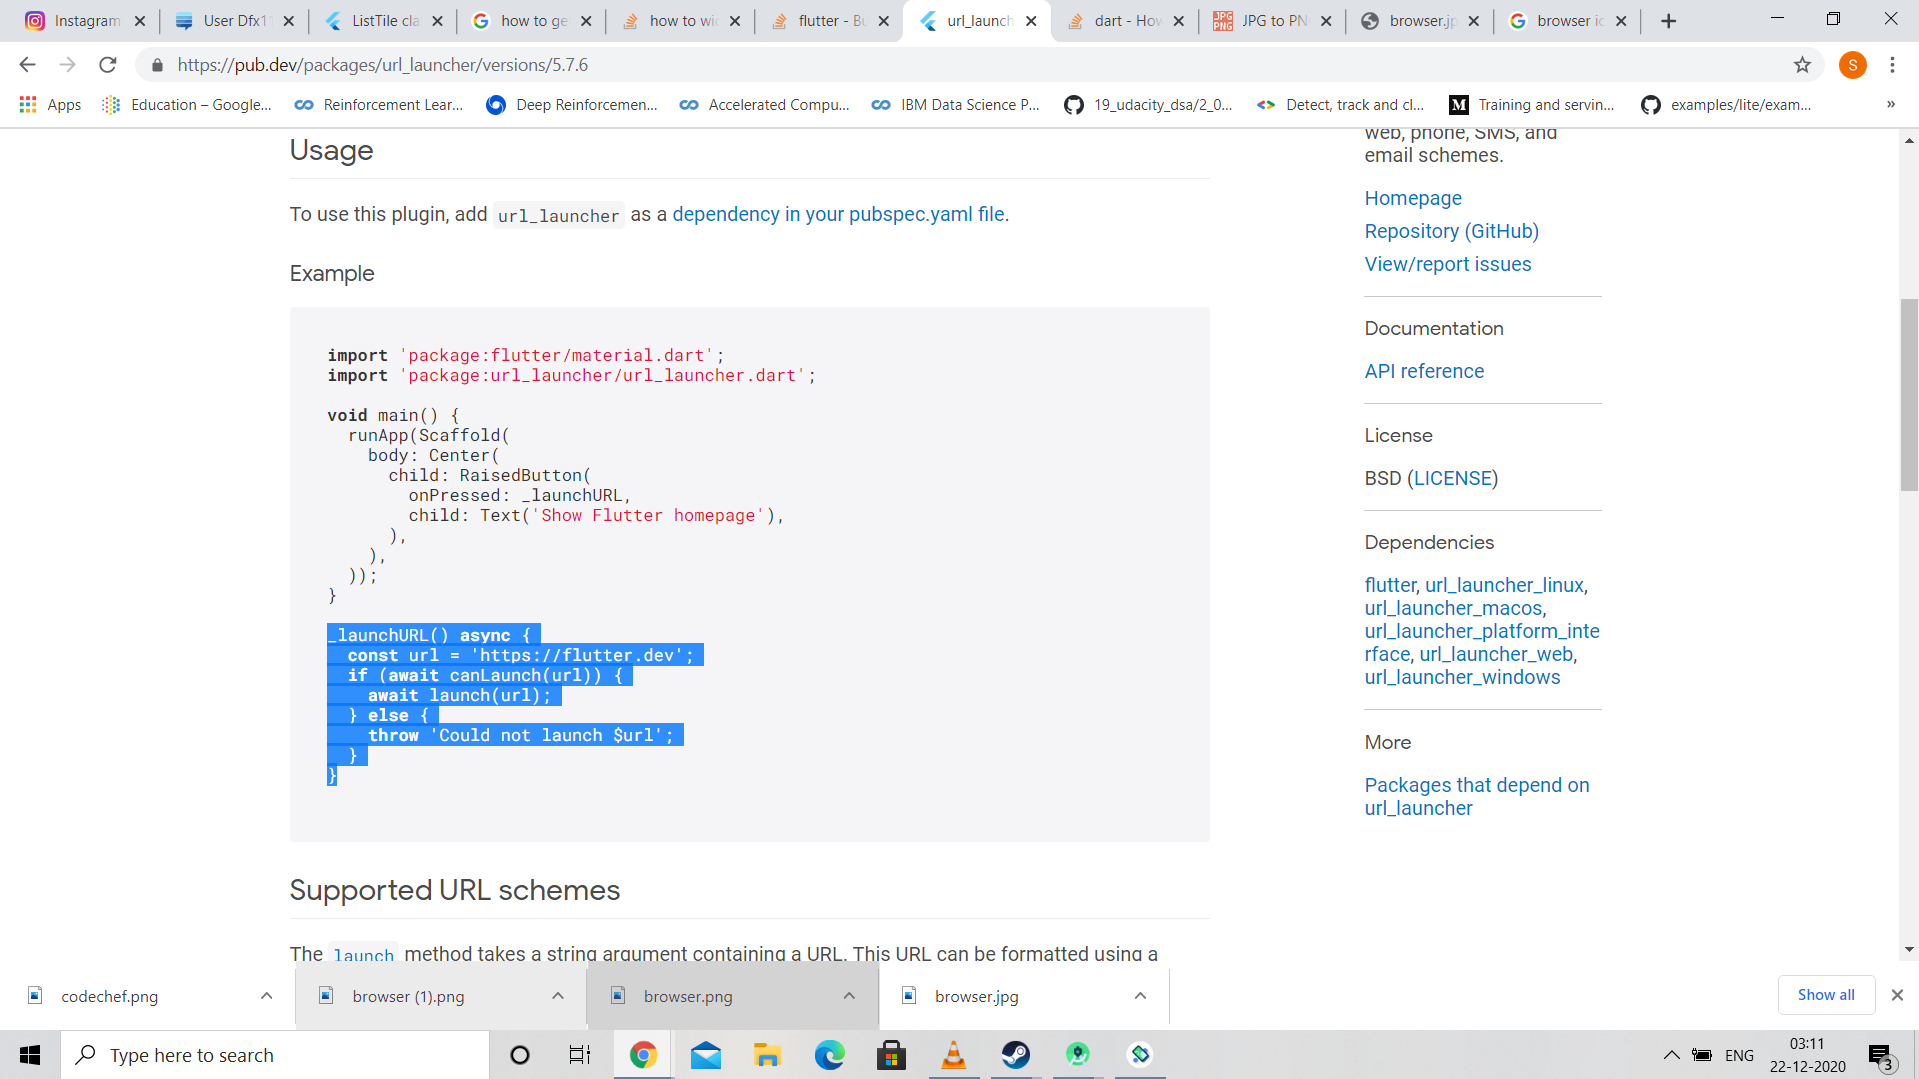 Instagram
User Dfx1
ListTile cla
how to ge
how to wi
flutter - Bu
url_launch
dart - How
JPG to PN
browser.jp
browser ic
https://pub.dev/packages/url_launcher/versions/5.7.6
S
Apps
Education – Google...
Reinforcement Lear...
Deep Reinforcemen...
Accelerated Compu...
IBM Data Science P...
19_udacity_dsa/2_0...
Detect, track and cl...
Training and servin...
examples/lite/exam...
»
Usage
To use this plugin, add url_launcher as a dependency in your pubspec.yaml file.
Example
import 'package:flutter/material.dart';
import 'package:url_launcher/url_launcher.dart';
void main() {
runApp(Scaffold(
body: Center(
child: RaisedButton(
onPressed: _launchURL,
child: Text('Show Flutter homepage'),
),
),
));
}
_launchURL() async {
const url = 'https://flutter.dev';
if (await canLaunch(url)) {
await launch(url);
} else {
throw 'Could not launch $url';
}
}
Supported URL schemes
The launch method takes a string argument containing a URL. This URL can be formatted using a
web, phone, SMS, and
email schemes.
Homepage
Repository (GitHub)
View/report issues
Documentation
API reference
License
BSD (LICENSE)
Dependencies
flutter, url_launcher_linux,
url_launcher_macos,
url_launcher_platform_inte
rface, url_launcher_web,
url_launcher_windows
More
Packages that depend on
url_launcher
codechef.png
browser (1).png
browser.png
browser.jpg
Show all
Type here to search
ENG
03:11
22-12-2020
3